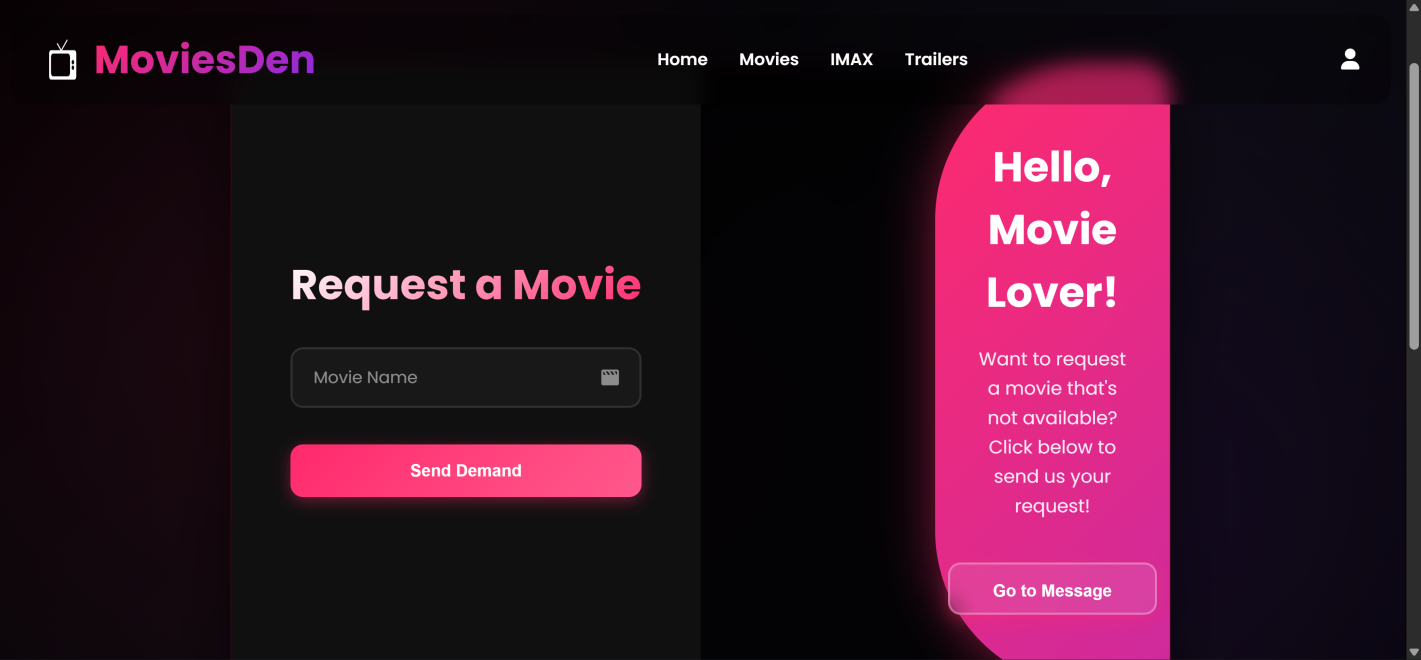 MoviesDen
Home Movies IMAX Trailers
Request a Movie
Movie Name
Send Demand
Hello,
Movie
Lover!
Want to request
a movie that's
not available?
Click below to
send us your
request!
Go to Message